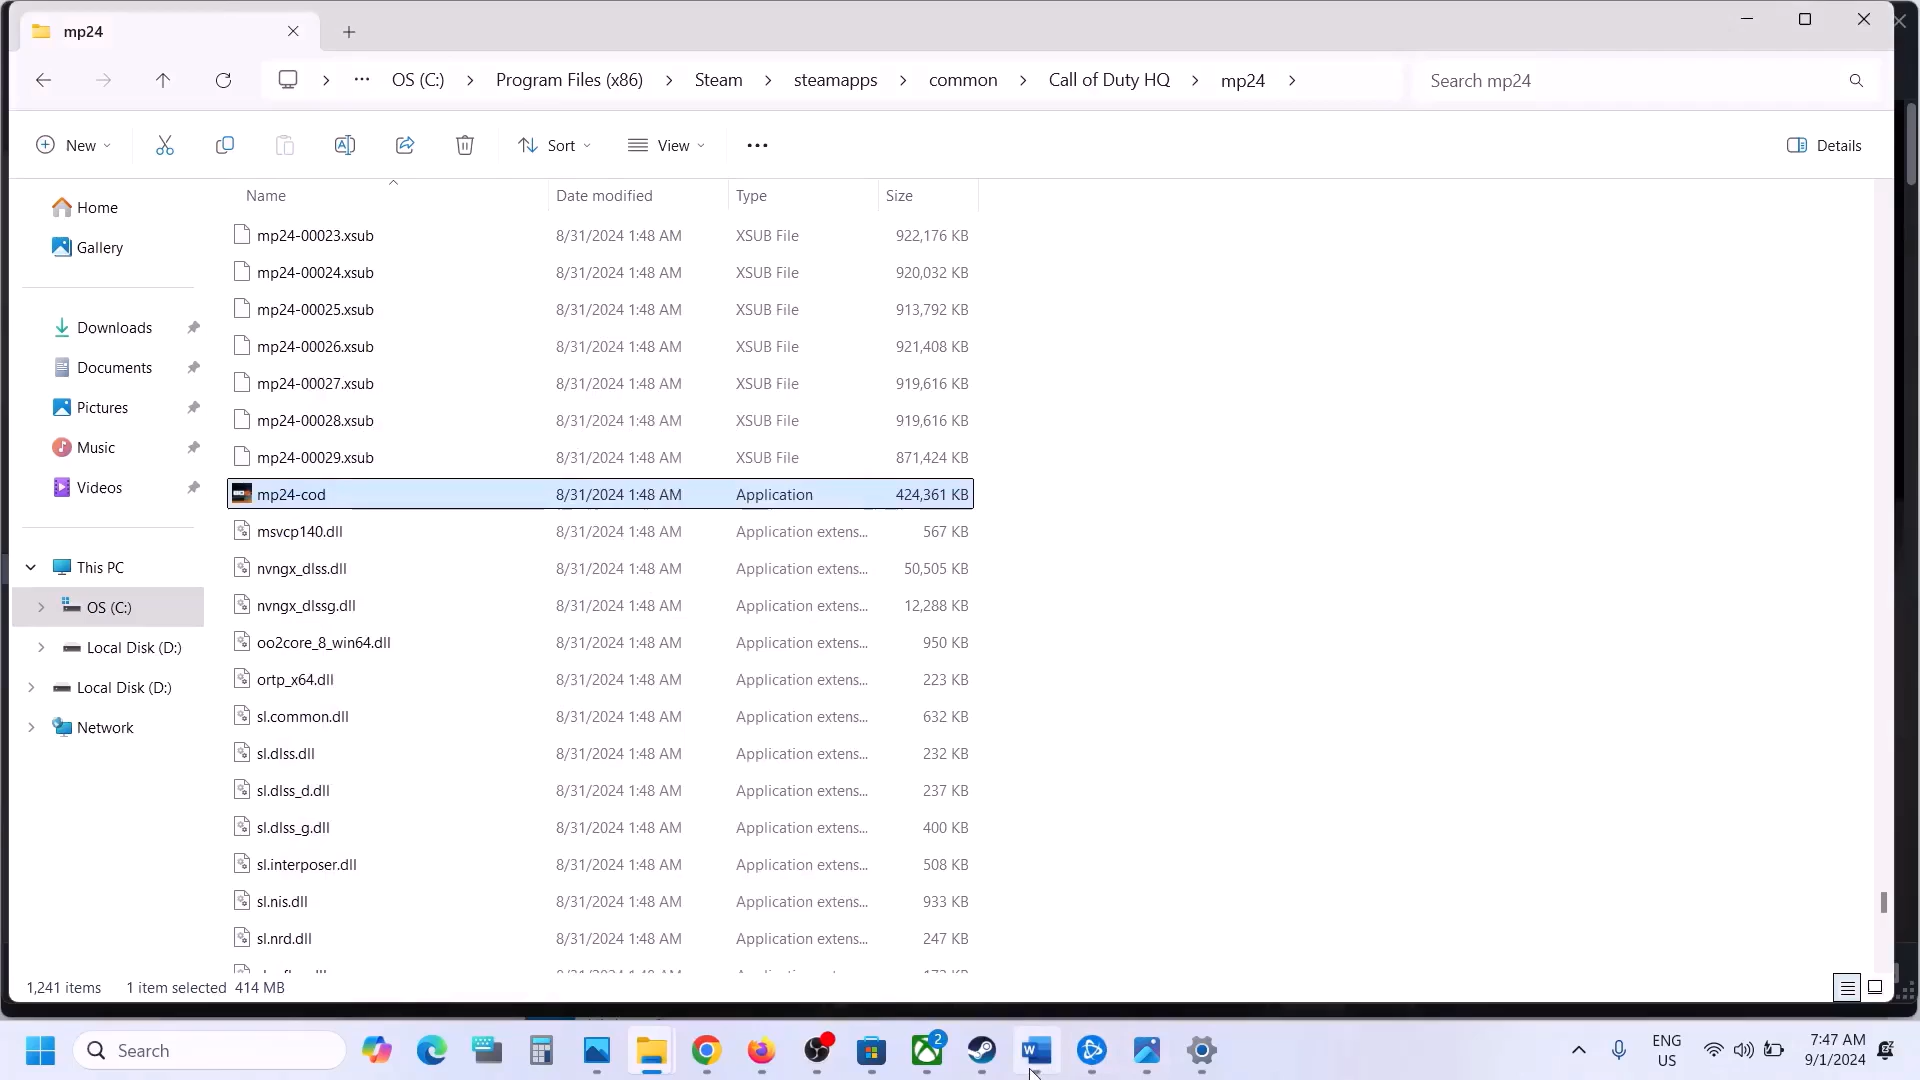 mp24
OS (C:) Program Files (x86) Steam steamapps common Call of Duty HQ mp24 Search mp24
New Sort View Details
Name Date modified Type Size
mp24-00023.xsub 8/31/2024 1:48 AM XSUB File 922,176 KB
mp24-00024.xsub 8/31/2024 1:48 AM XSUB File 920,032 KB
mp24-00025.xsub 8/31/2024 1:48 AM XSUB File 913,792 KB
mp24-00026.xsub 8/31/2024 1:48 AM XSUB File 921,408 KB
mp24-00027.xsub 8/31/2024 1:48 AM XSUB File 919,616 KB
mp24-00028.xsub 8/31/2024 1:48 AM XSUB File 919,616 KB
mp24-00029.xsub 8/31/2024 1:48 AM XSUB File 871,424 KB
mp24-cod 8/31/2024 1:48 AM Application 424,361 KB
msvcp140.dll 8/31/2024 1:48 AM Application extens... 567 KB
nvngx_dlss.dll 8/31/2024 1:48 AM Application extens... 50,505 KB
nvngx_dlssg.dll 8/31/2024 1:48 AM Application extens... 12,288 KB
oo2core_8_win64.dll 8/31/2024 1:48 AM Application extens... 950 KB
ortp_x64.dll 8/31/2024 1:48 AM Application extens... 223 KB
sl.common.dll 8/31/2024 1:48 AM Application extens... 632 KB
sl.dlss.dll 8/31/2024 1:48 AM Application extens... 232 KB
sl.dlss_d.dll 8/31/2024 1:48 AM Application extens... 237 KB
sl.dlss_g.dll 8/31/2024 1:48 AM Application extens... 400 KB
sl.interposer.dll 8/31/2024 1:48 AM Application extens... 508 KB
sl.nis.dll 8/31/2024 1:48 AM Application extens... 933 KB
sl.nrd.dll 8/31/2024 1:48 AM Application extens... 247 KB
Home
Gallery
Downloads
Documents
Pictures
Music
Videos
This PC
OS (C:)
Local Disk (D:)
Local Disk (D:)
Network
1,241 items 1 item selected 414 MB
Search
2
ENG
US
7:47 AM
9/1/2024